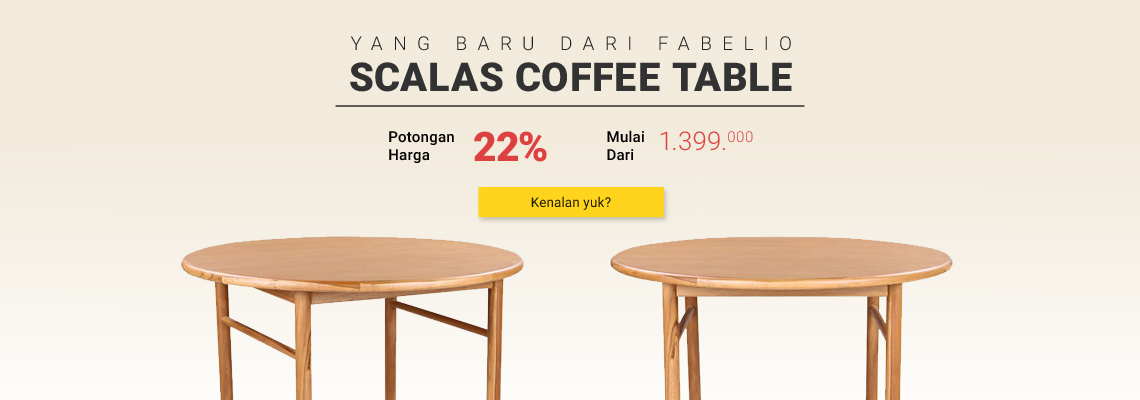 YANG BARU DARI FABELIO
SCALAS COFFEE TABLE
Potongan
Harga
22%
Mulai
Dari
1.399.000
Kenalan yuk?